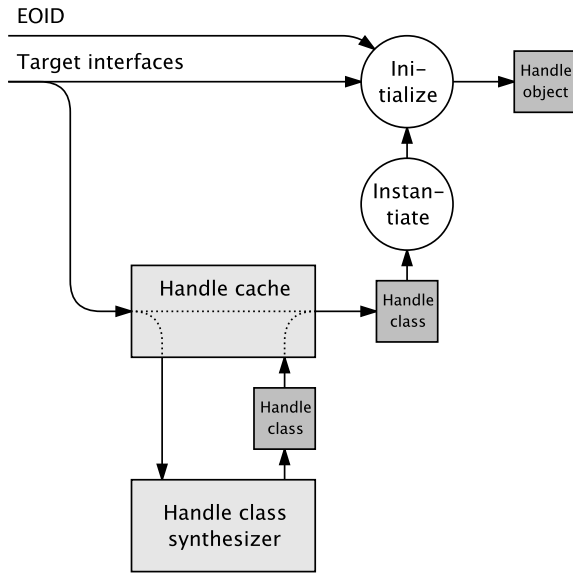 EOID
Target interfaces
Ini-
tialize
Handle
object
Instan-
tiate
Handle cache
Handle
class
Handle
class
Handle class
synthesizer